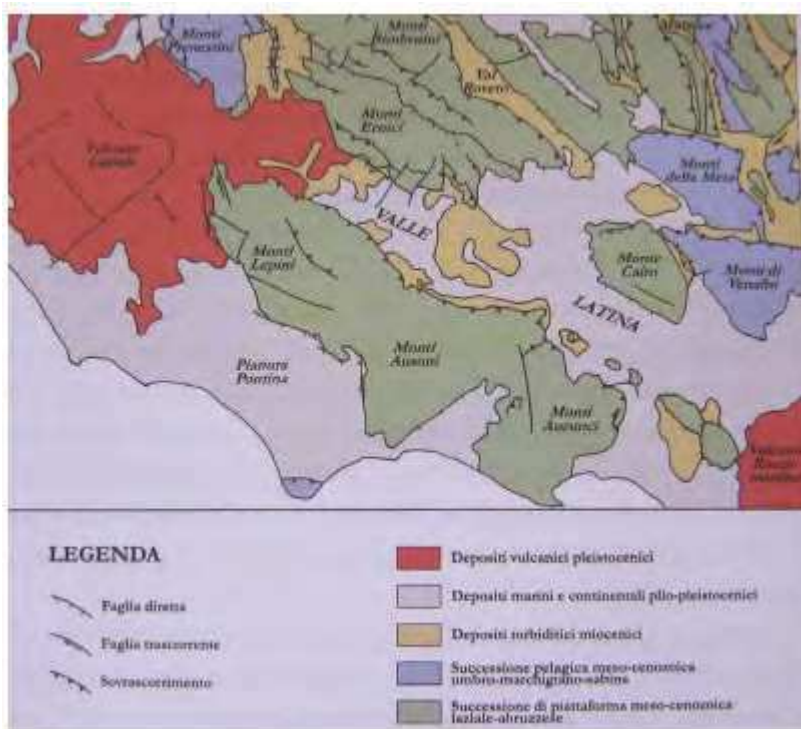 Monti
Prenestini
Monti
Simbruini
Val
Roveto
Monti
Ernici
Vulcano
Laziale
Monti
della Meta
VALLE
LATINA
Monti
Lepini
Monte
Cairo
Monti di
Venafro
Monti
Ausoni
Pianura
Pontina
Monti
Aurunci
Vulcano
LEGENDA
Faglia diretta
Faglia trascorrente
Sovrascorrimento
Depositi vulcanici pleistocenici
Depositi marini e continentali plio-pleistocenici
Depositi torbiditici miocenici
Successione pelagica meso-cenozoica
umbro-marchigiano-sabina
Successione di piattaforma meso-cenozoica
laziale-abruzzese